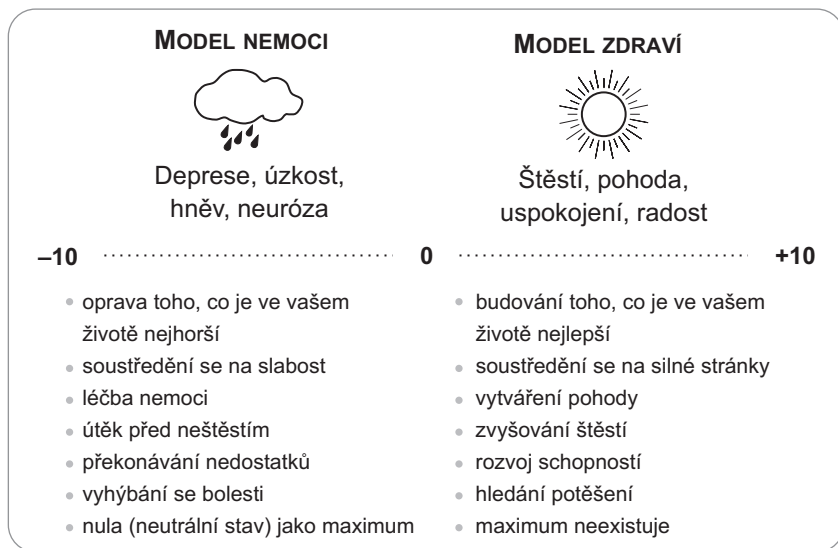 MODEL NEMOCI
Deprese, úzkost,
hněv, neuróza
MODEL ZDRAVÍ
Štěstí, pohoda,
uspokojení, radost
–10 0 +10
• oprava toho, co je ve vašem
životě nejhorší
• soustředění se na slabost
• léčba nemoci
• útěk před neštěstím
• překonávání nedostatků
• vyhýbání se bolesti
• nula (neutrální stav) jako maximum
• budování toho, co je ve vašem
životě nejlepší
• soustředění se na silné stránky
• vytváření pohody
• zvyšování štěstí
• rozvoj schopností
• hledání potěšení
• maximum neexistuje